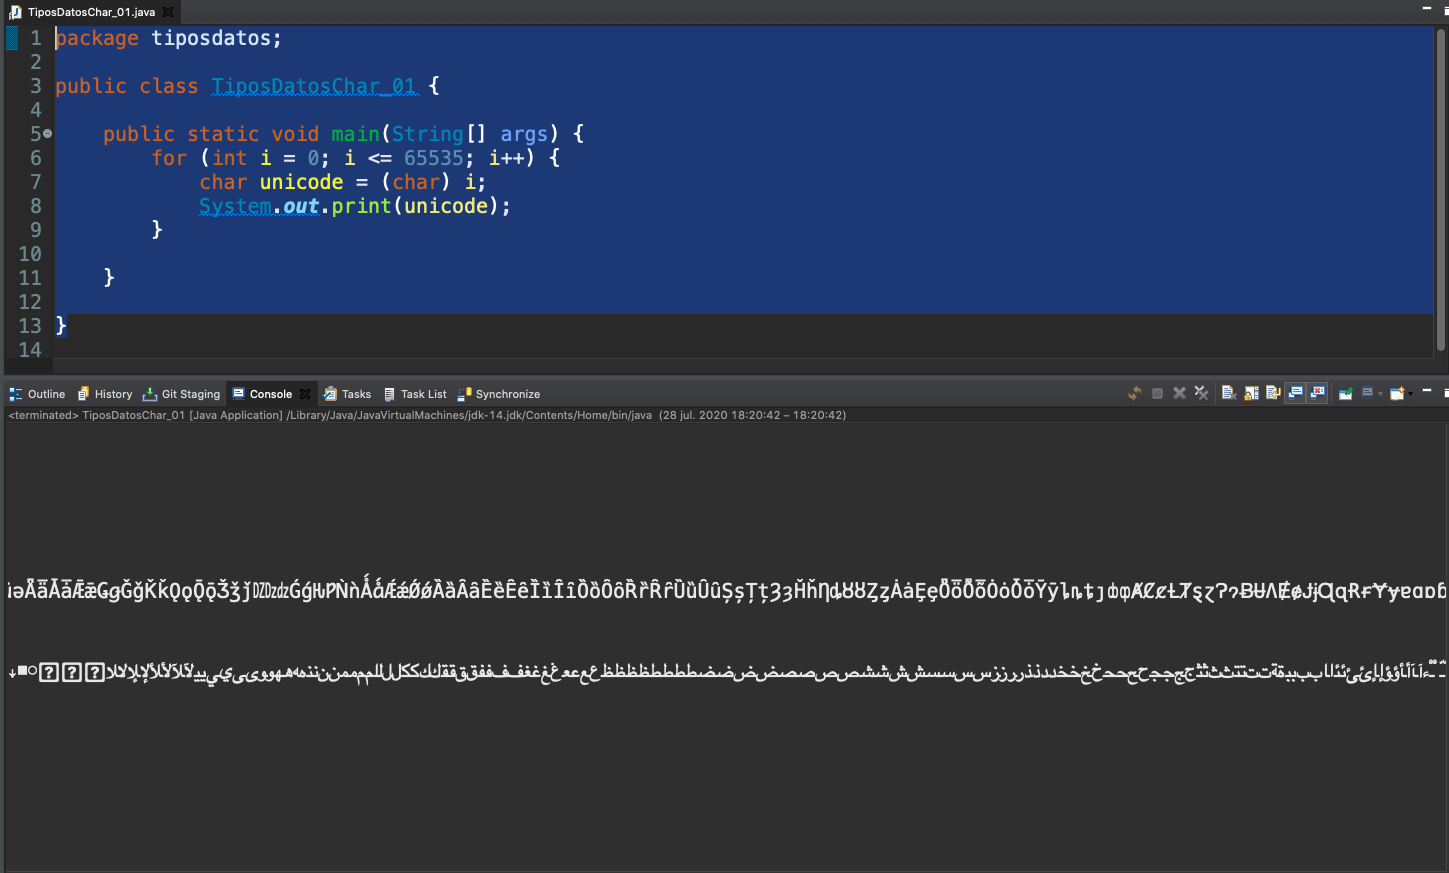 TiposDatosChar_01.java
1 package tiposdatos;
2
3 public class TiposDatosChar_01 {
4
5 public static void main(String[] args) {
6 for (int i = 0; i <= 65535; i++) {
7 char unicode = (char) i;
8 System.out.print(unicode);
9 }
10
11 }
12
13 }
14
Outline History Git Staging Console Tasks Task List Synchronize
<terminated> TiposDatosChar_01 [Java Application] /Library/Java/JavaVirtualMachines/jdk-14.jdk/Contents/Home/bin/java (28 jul. 2020 18:20:42 – 18:20:42)
əǞǟǠǡǢǣǤǥǦǧǨǩǪǫǬǭǮǯǰǱǲǳǴǵǶǷǸǹǺǻǼǽǾǿȀȁȂȃȄȅȆȇȈȉȊȋȌȍȎȏȐȑȒȓȔȕȖȗȘșȚțȜȝȞȟȠȡȢȣȤȥȦȧȨȩȪȫȬȭȮȯȰȱȲȳȴȵȶȷȸȹȺȻȼȽȾȿɀɁɂɃɄɅɆɇɈɉɊɋɌɍɎɏɐɑɒɓ